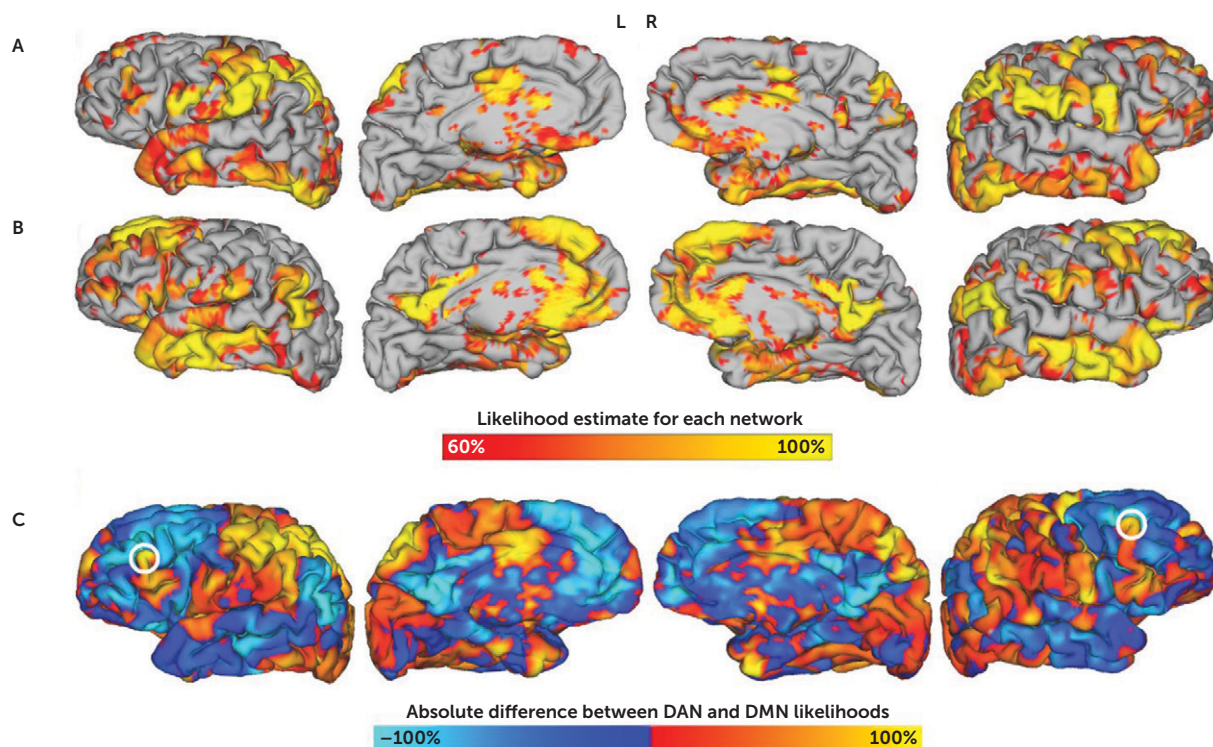 L R
A
B
Likelihood estimate for each network
60% 100%
C
Absolute difference between DAN and DMN likelihoods
–100% 100%